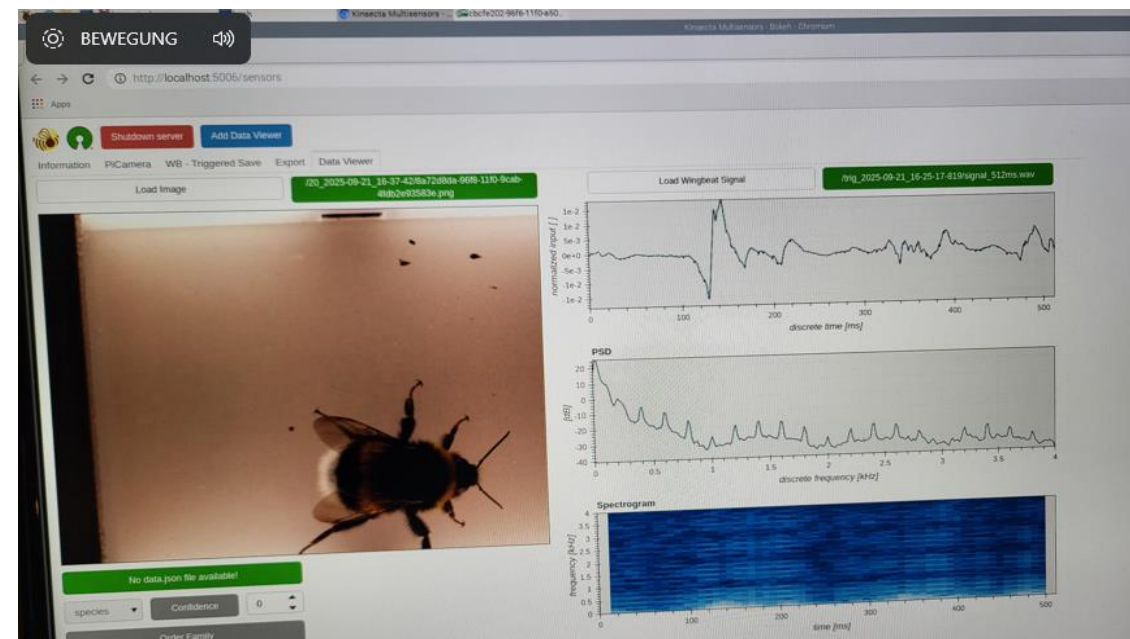 BEWEGUNG
Kinsecta Multisensors - ...
cbcfe202-96f8-11f0-a50...
Kinsecta Multisensors - Bokeh - Chromium
http://localhost:5006/sensors
Apps
Shutdown server
Add Data Viewer
Information PiCamera WB - Triggered Save Export Data Viewer
Load Image
/20_2025-09-21_16-37-42/8a72d8da-96f8-11f0-9cab-
4fdb2e93583e.png
Load Wingbeat Signal
/trig_2025-09-21_16-25-17-819/signal_512ms.wav
normalized input [ ]
1e-2
1e-2
5e-3
0e+0
-5e-3
-1e-2
-1e-2
0 100 200 300 400 500
discrete time [ms]
PSD
[dB]
20
10
0
-10
-20
-30
-40
0 0.5 1 1.5 2 2.5 3 3.5 4
discrete frequency [kHz]
Spectrogram
frequency [kHz]
4
3.5
3
2.5
2
1.5
1
0.5
0
0 100 200 300 400 500
time [ms]
No data.json file available!
species
Confidence
0
Order Family